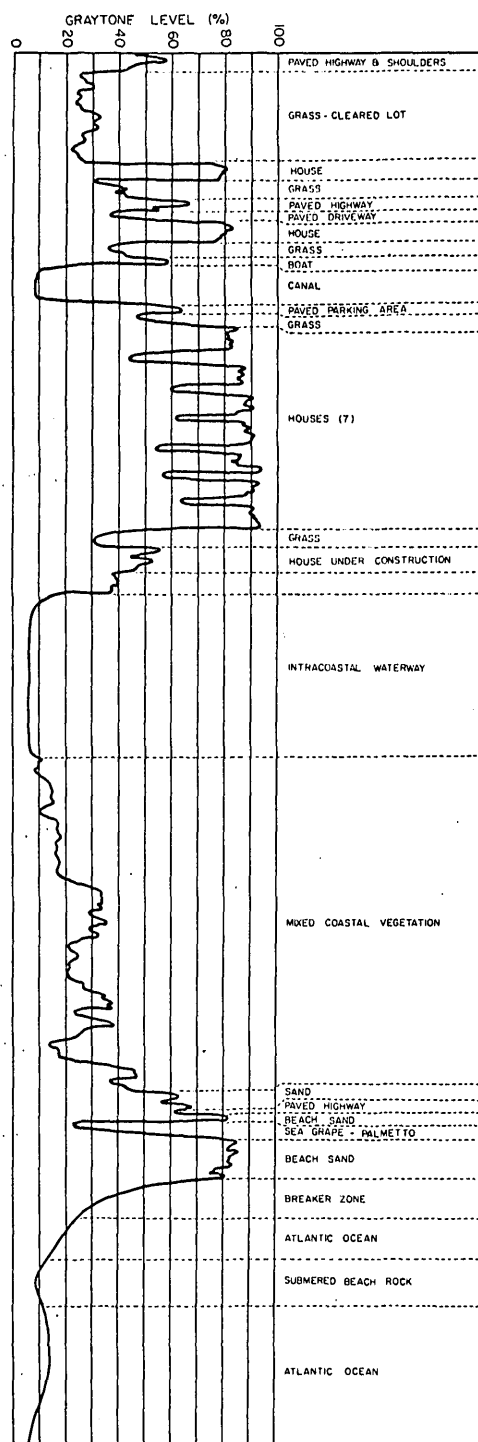 GRAYTONE LEVEL (%)
0 20 40 60 80 100
PAVED HIGHWAY & SHOULDERS
GRASS-CLEARED LOT
HOUSE
GRASS
PAVED HIGHWAY
PAVED DRIVEWAY
HOUSE
GRASS
BOAT
CANAL
PAVED PARKING AREA
GRASS
HOUSES (7)
GRASS
HOUSE UNDER CONSTRUCTION
INTRACOASTAL WATERWAY
MIXED COASTAL VEGETATION
SAND
PAVED HIGHWAY
BEACH SAND
SEA GRAPE - PALMETTO
BEACH SAND
BREAKER ZONE
ATLANTIC OCEAN
SUBMERED BEACH ROCK
ATLANTIC OCEAN